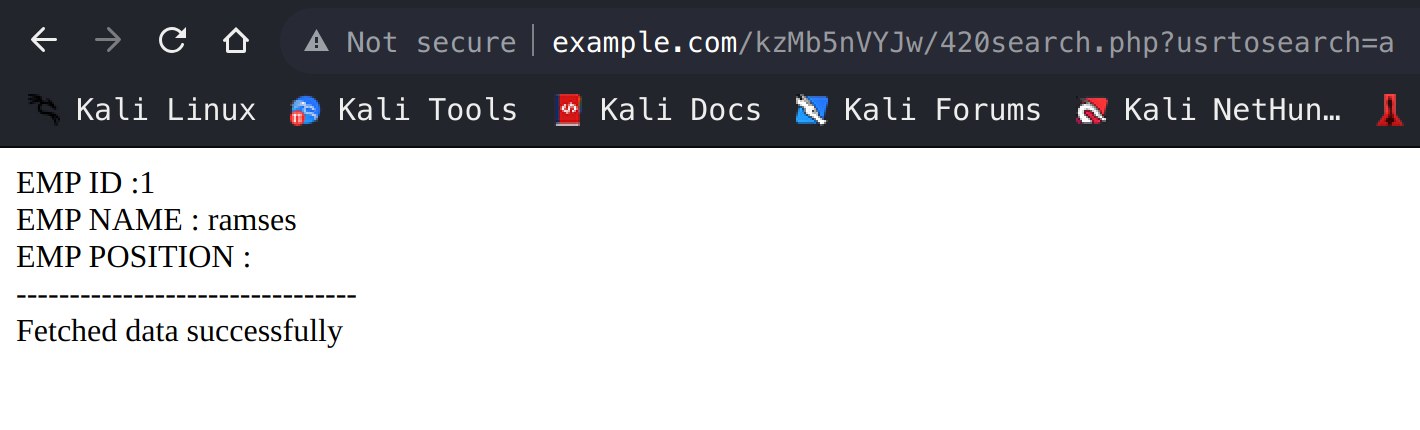 Not secure example.com/kzMb5nVYJw/420search.php?usrtosearch=a
Kali Linux Kali Tools Kali Docs Kali Forums Kali NetHun…
EMP ID :1
EMP NAME : ramses
EMP POSITION :
--------------------------------
Fetched data successfully